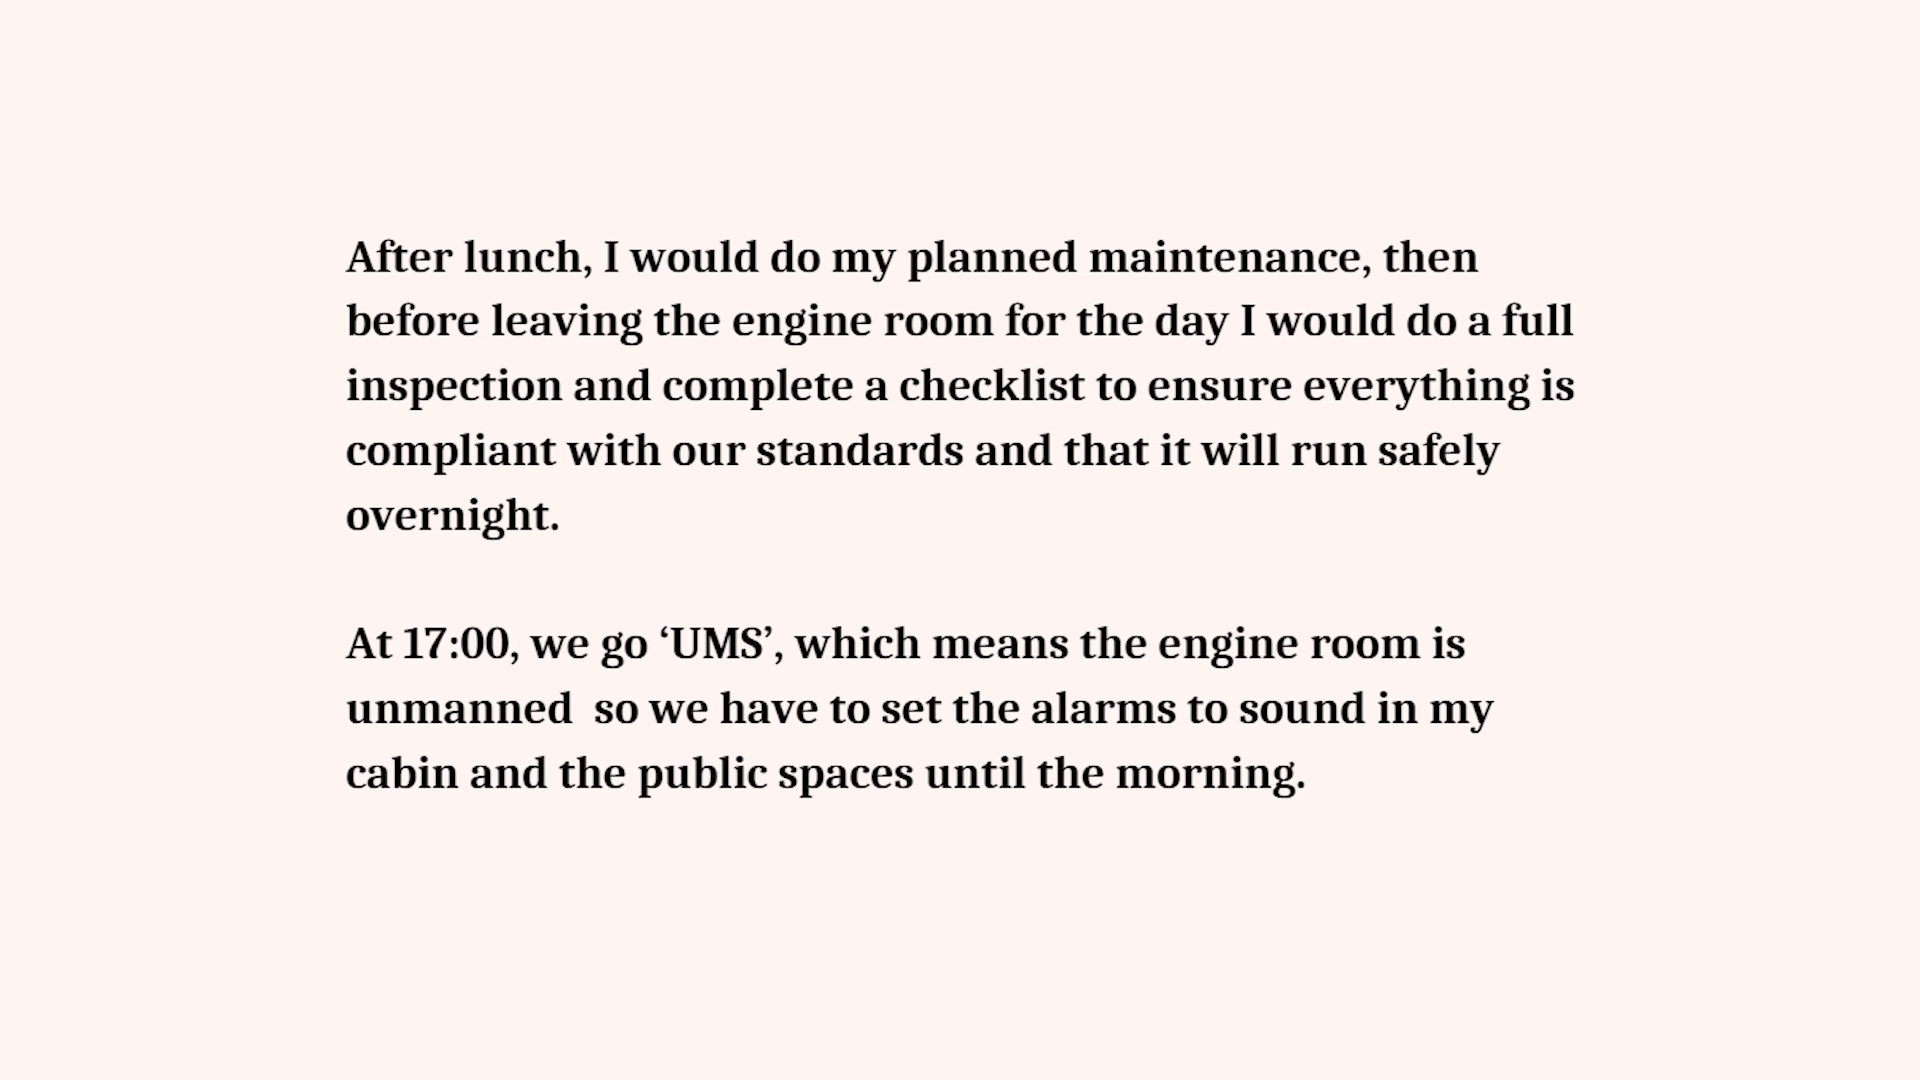 After lunch, I would do my planned maintenance, then
before leaving the engine room for the day I would do a full
inspection and complete a checklist to ensure everything is
compliant with our standards and that it will run safely
overnight.
At 17:00, we go ‘UMS’, which means the engine room is
unmanned  so we have to set the alarms to sound in my
cabin and the public spaces until the morning.